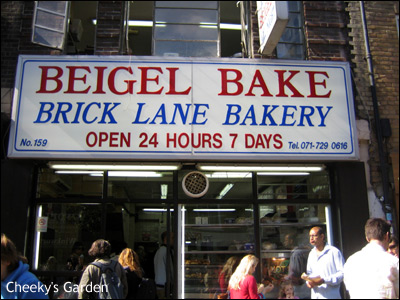 BEIGEL BAKE
BRICK LANE BAKERY
No.159
OPEN 24 HOURS 7 DAYS
Tel.071-729 0616
Cheeky's Garden